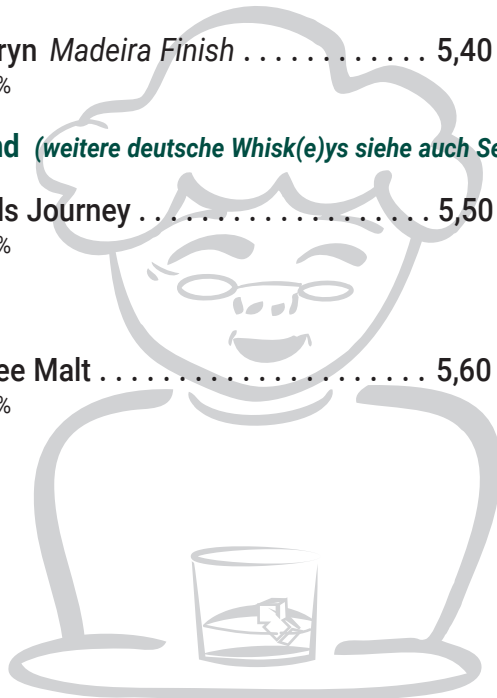 ryn Madeira Finish . . . . . . . . . . . . 5,40
%
nd (weitere deutsche Whisk(e)ys siehe auch Se
ls Journey . . . . . . . . . . . . . . . . . . . 5,50
%
ee Malt . . . . . . . . . . . . . . . . . . . . . . 5,60
%